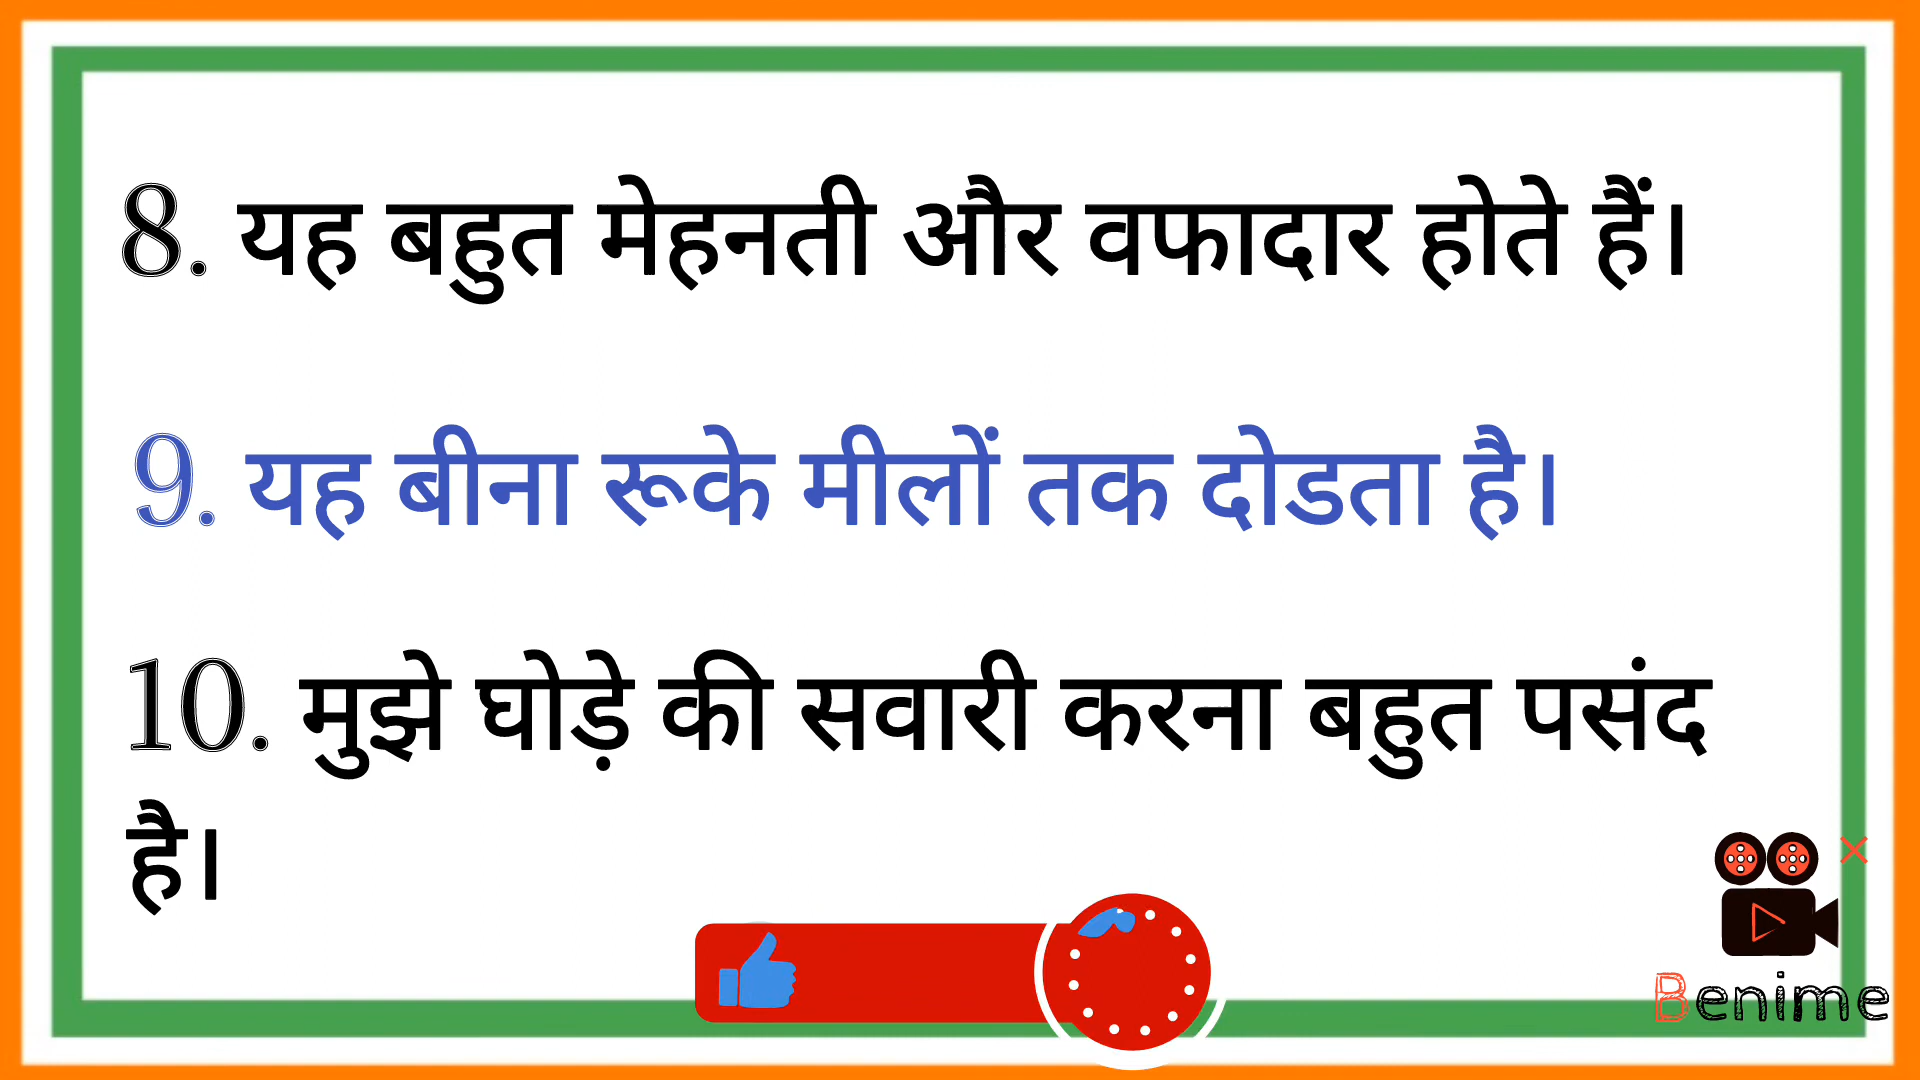 8. यह बहुत मेहनती और वफादार होते हैं।
9. यह बीना रूके मीलों तक दोडता है।
10. मुझे घोड़े की सवारी करना बहुत पसंद
है।
Benime